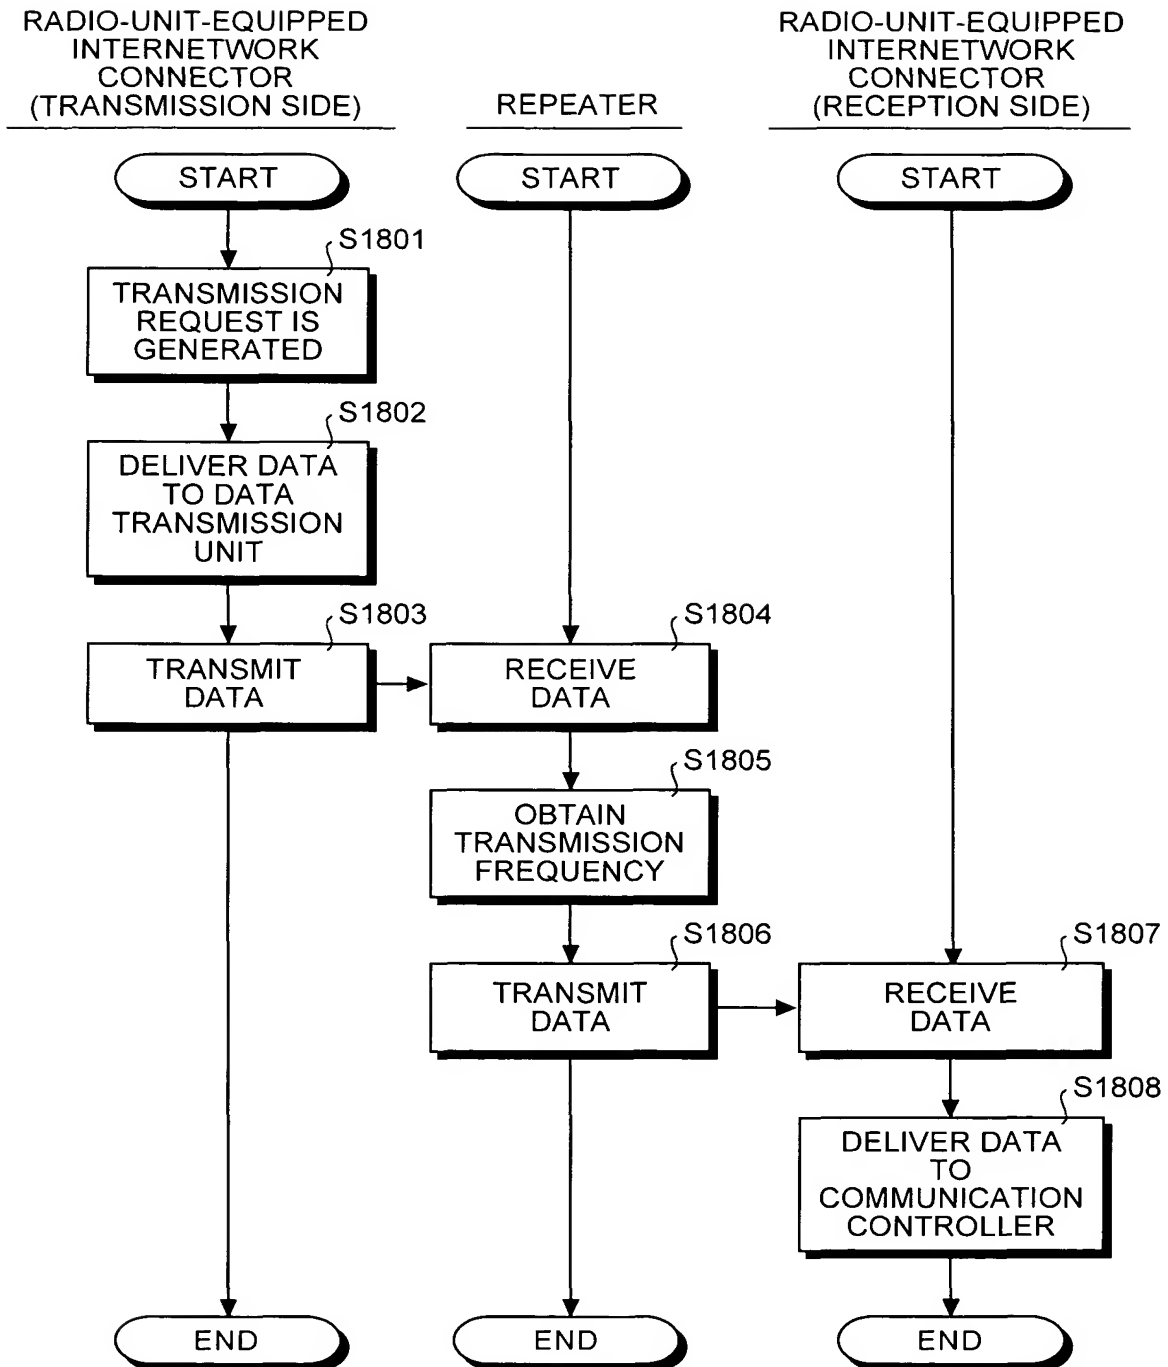 RADIO-UNIT-EQUIPPED
INTERNETWORK
CONNECTOR
(TRANSMISSION SIDE)
REPEATER
RADIO-UNIT-EQUIPPED
INTERNETWORK
CONNECTOR
(RECEPTION SIDE)
START
START
START
S1801
TRANSMISSION
REQUEST IS
GENERATED
S1802
DELIVER DATA
TO DATA
TRANSMISSION
UNIT
S1803
TRANSMIT
DATA
S1804
RECEIVE
DATA
S1805
OBTAIN
TRANSMISSION
FREQUENCY
S1806
TRANSMIT
DATA
S1807
RECEIVE
DATA
S1808
DELIVER DATA
TO
COMMUNICATION
CONTROLLER
END
END
END